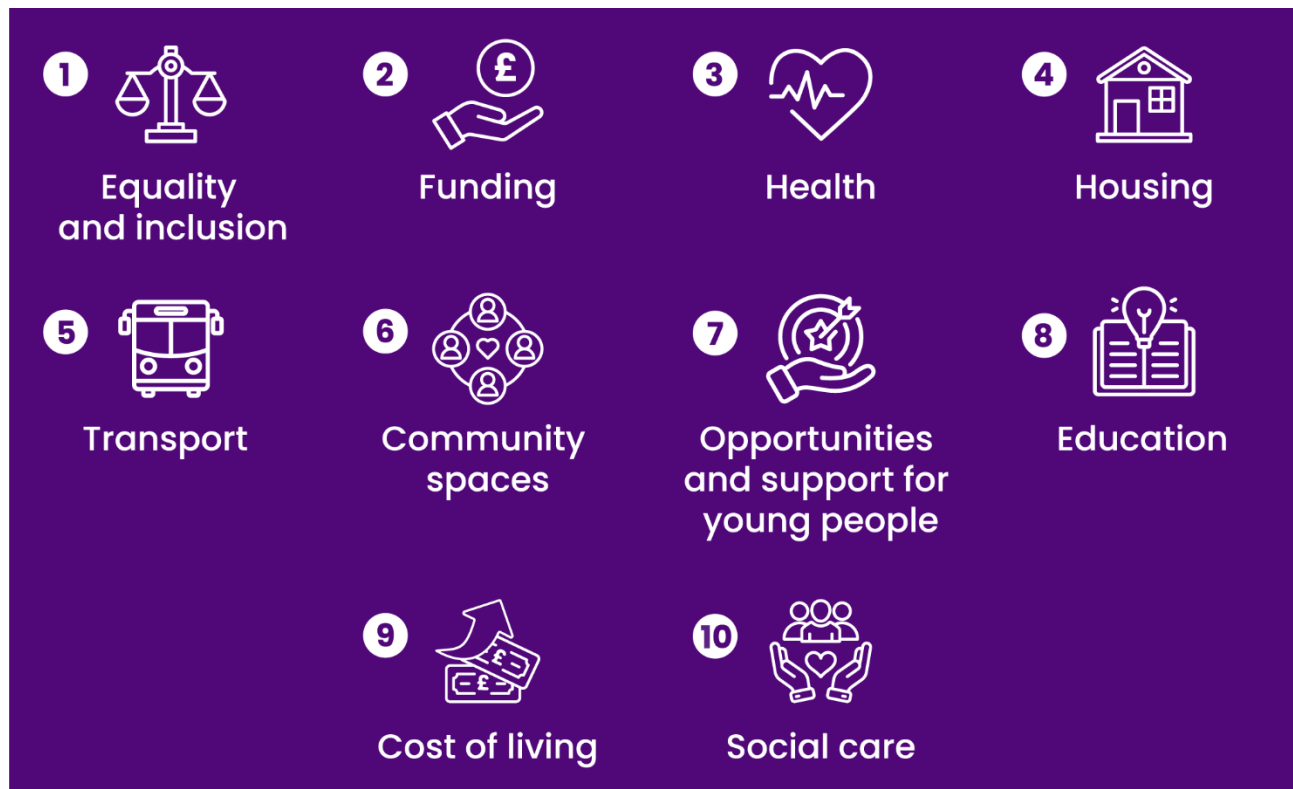 1
Equality
and inclusion
2
£
Funding
3
Health
4
Housing
5
Transport
6
Community
spaces
7
Opportunities
and support for
young people
8
Education
9
£
£
Cost of living
10
Social care